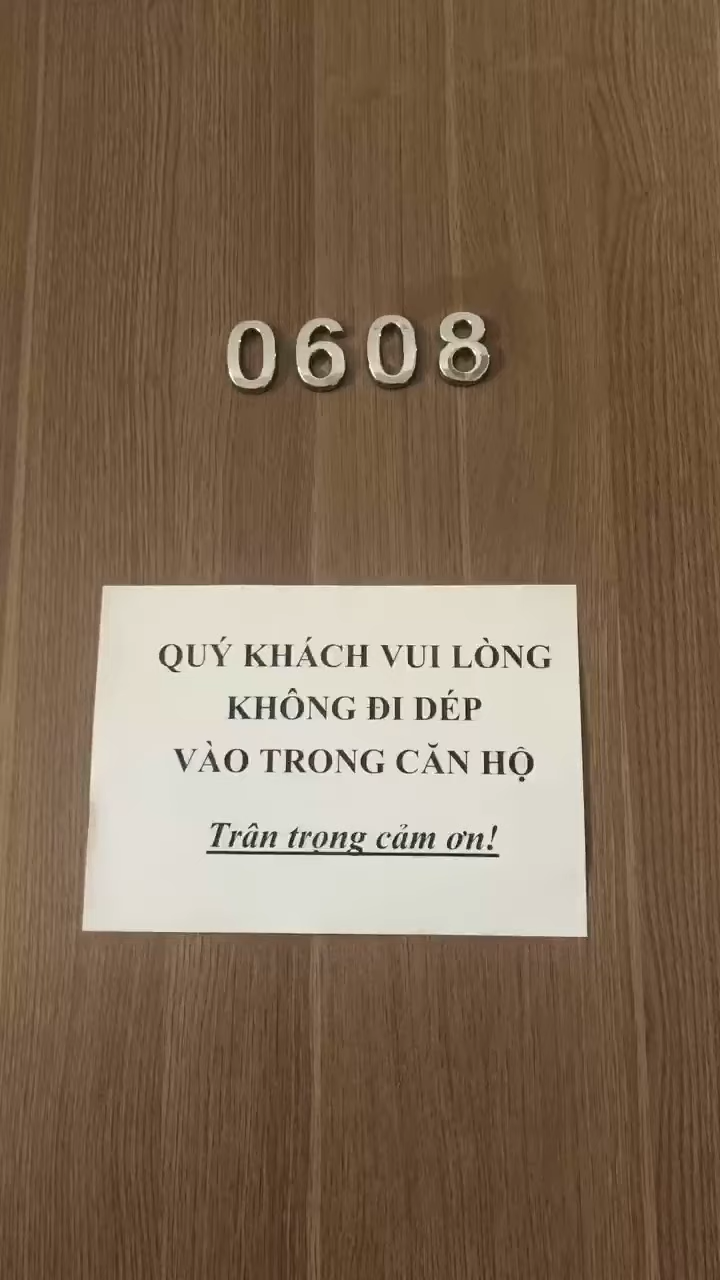 0608
QUÝ KHÁCH VUI LÒNG
KHÔNG ĐI DÉP
VÀO TRONG CĂN HỘ
Trân trọng cảm ơn!